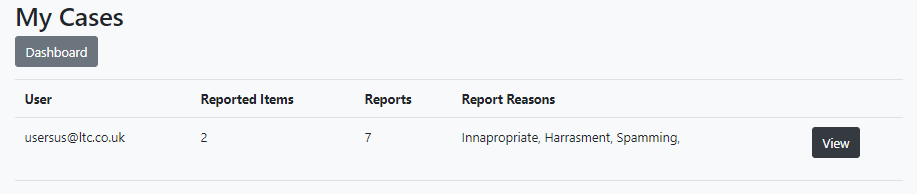 My Cases
Dashboard
User Reported Items Reports Report Reasons
usersus@ltc.co.uk 2 7 Innapropriate, Harrasment, Spamming, View